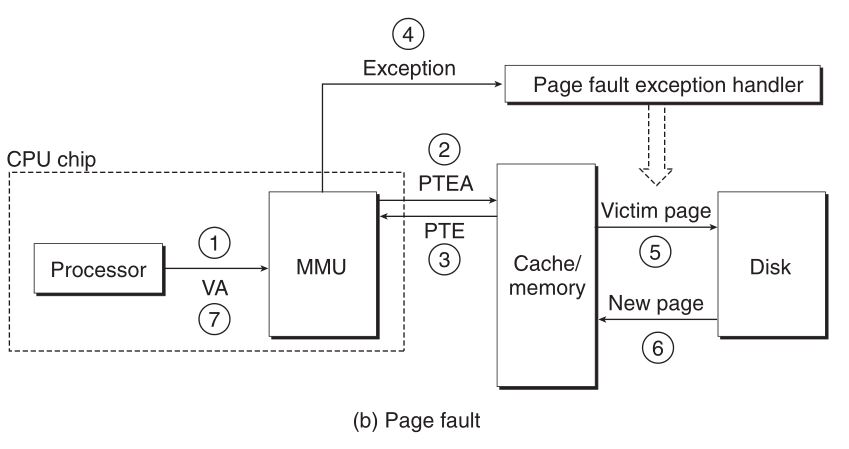 ④
Exception
Page fault exception handler
CPU chip
②
PTEA
Victim page
①
Processor
MMU
PTE
③
Cache/
memory
⑤
Disk
VA
⑦
New page
⑥
(b) Page fault